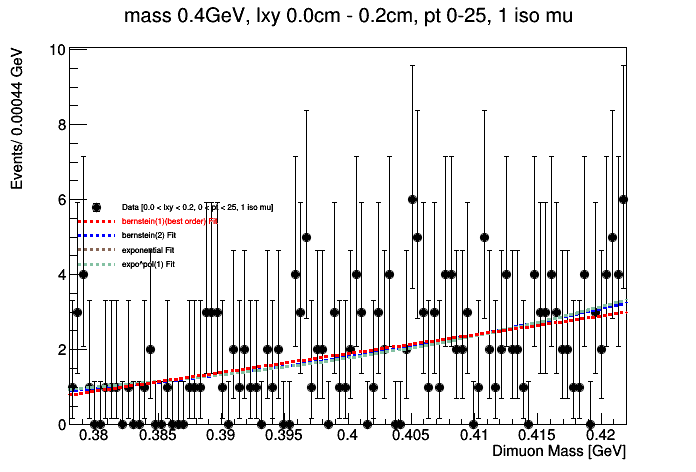 mass 0.4GeV, lxy 0.0cm - 0.2cm, pt 0-25, 1 iso mu
Events/ 0.00044 GeV
10
8
6
4
2
0
Data [0.0 < lxy < 0.2, 0 < pt < 25, 1 iso mu]
bernstein(1)(best order) Fit
bernstein(2) Fit
exponential Fit
expo*pol(1) Fit
0.38 0.385 0.39 0.395 0.4 0.405 0.41 0.415 0.42
Dimuon Mass [GeV]